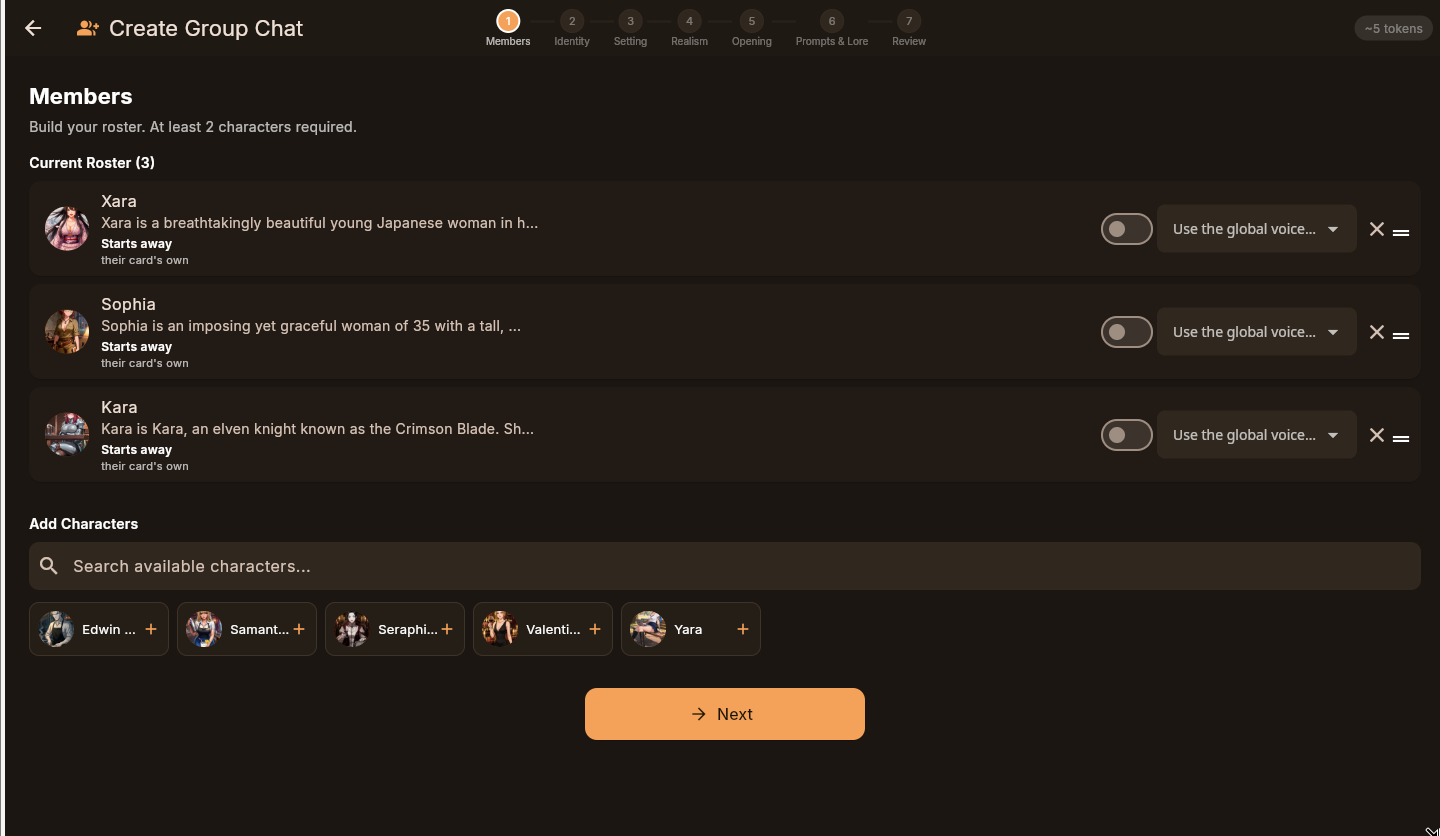 Create Group Chat
1
Members
2
Identity
3
Setting
4
Realism
5
Opening
6
Prompts & Lore
7
Review
~5 tokens
Members
Build your roster. At least 2 characters required.
Current Roster (3)
Xara
Xara is a breathtakingly beautiful young Japanese woman in h...
Starts away
their card's own
Use the global voice...
Sophia
Sophia is an imposing yet graceful woman of 35 with a tall, ...
Starts away
their card's own
Use the global voice...
Kara
Kara is Kara, an elven knight known as the Crimson Blade. Sh...
Starts away
their card's own
Use the global voice...
Add Characters
Search available characters...
Edwin ...
Samant...
Seraphi...
Valenti...
Yara
Next